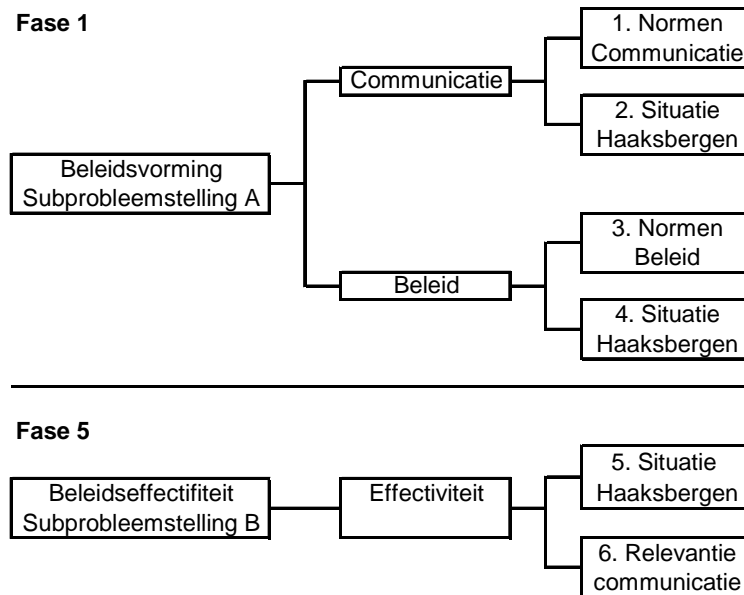 Fase 1
1. Normen
Communicatie
Communicatie
2. Situatie
Haaksbergen
Beleidsvorming
Subprobleemstelling A
3. Normen
Beleid
Beleid
4. Situatie
Haaksbergen
Fase 5
5. Situatie
Haaksbergen
Beleidseffectifiteit
Subprobleemstelling B
Effectiviteit
6. Relevantie
communicatie